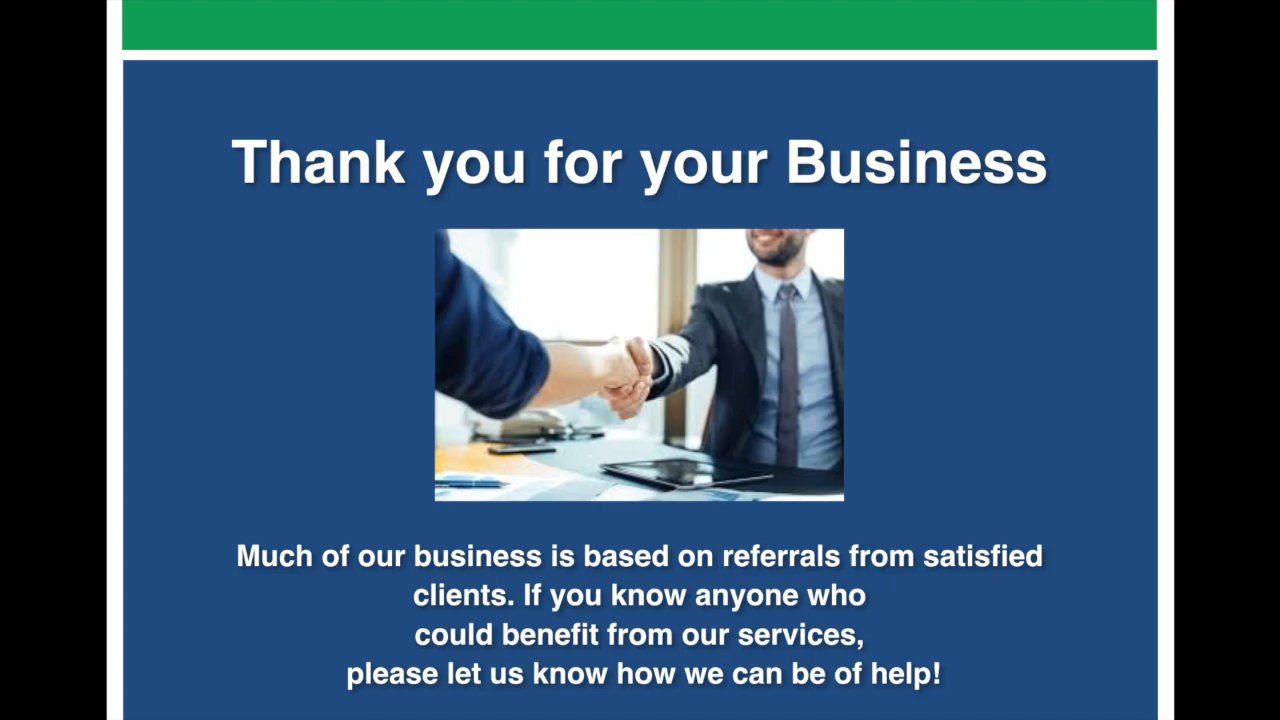 Thank you for your Business
Much of our business is based on referrals from satisfied
clients. If you know anyone who
could benefit from our services,
please let us know how we can be of help!